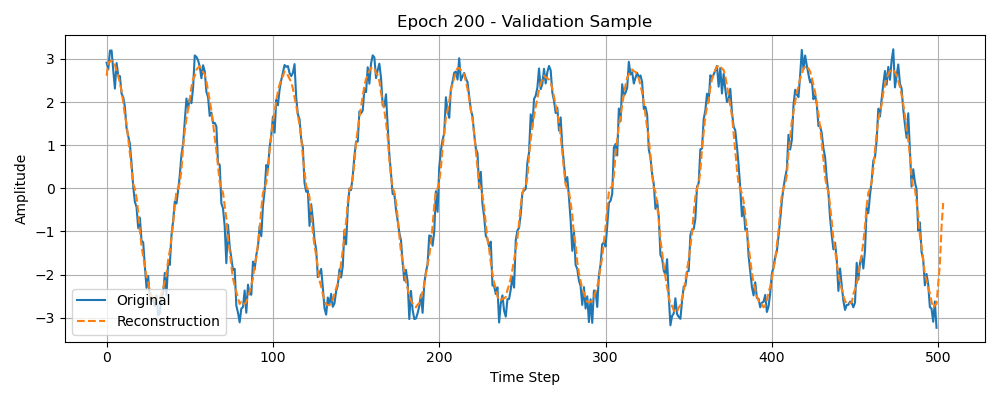 Epoch 200 - Validation Sample
Amplitude
3
2
1
0
−1
−2
−3
Original
Reconstruction
0
100
200
300
400
500
Time Step